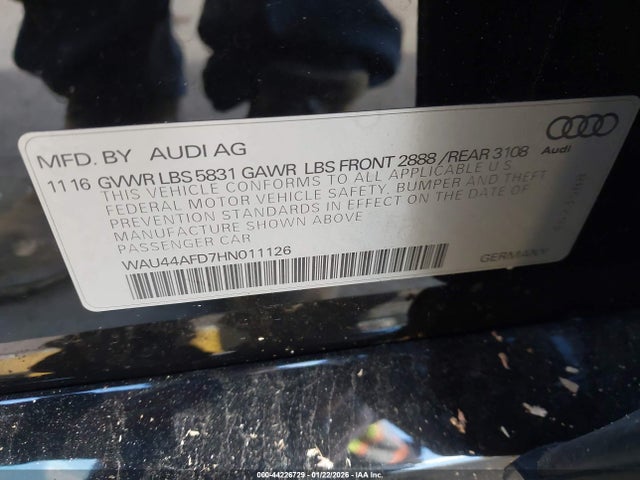 MFD. BY AUDI AG
Audi
11 16 GVWR LBS 5831 GAWR LBS FRONT 2888 / REAR 3108
THIS VEHICLE CONFORMS TO ALL APPLICABLE U S
FEDERAL MOTOR VEHICLE SAFETY, BUMPER AND THEFT
PREVENTION STANDARDS IN EFFECT ON THE DATE OF
MANUFACTURE SHOWN ABOVE
PASSENGER CAR
WAU44AFD7HN011126
GERMANY
000-44226729 - 01/22/2026 - IAA Inc.